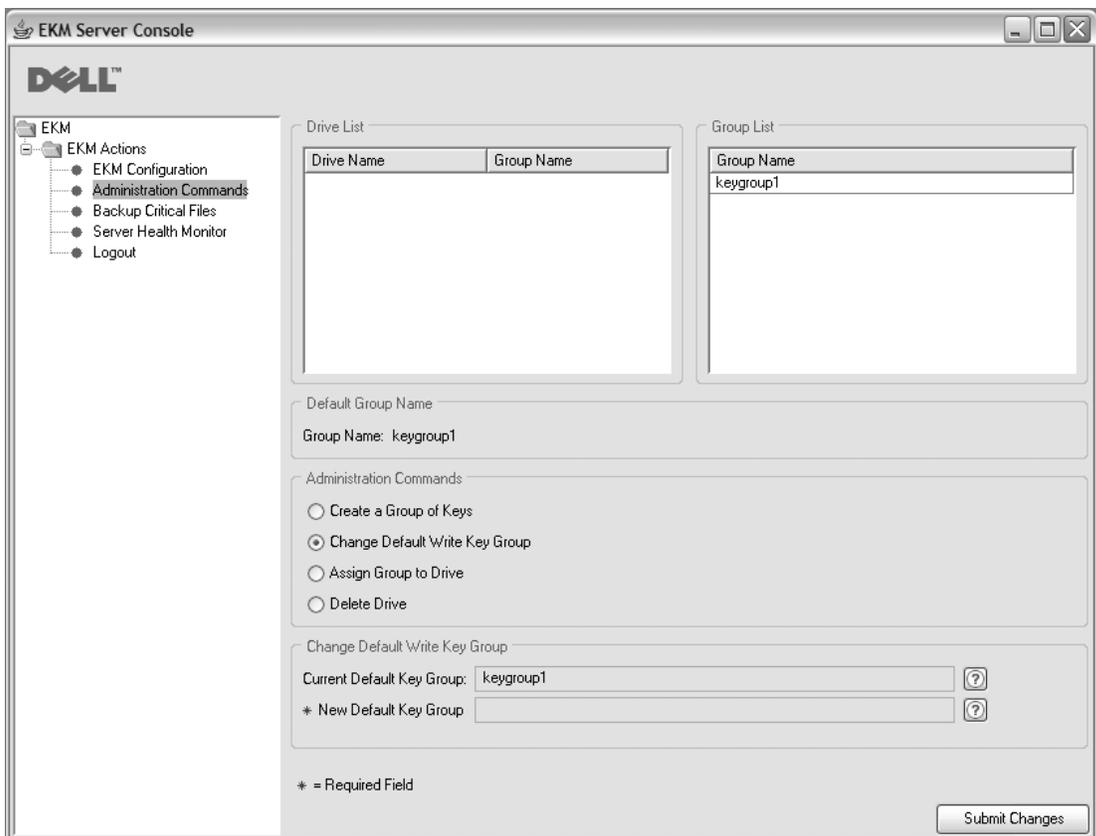 EKM Server Console
DELL™
EKM
EKM Actions
EKM Configuration
Administration Commands
Backup Critical Files
Server Health Monitor
Logout
Drive List
Drive Name Group Name
Group List
Group Name
keygroup1
Default Group Name
Group Name: keygroup1
Administration Commands
Create a Group of Keys
Change Default Write Key Group
Assign Group to Drive
Delete Drive
Change Default Write Key Group
Current Default Key Group: keygroup1 ?
* New Default Key Group ?
* = Required Field
Submit Changes